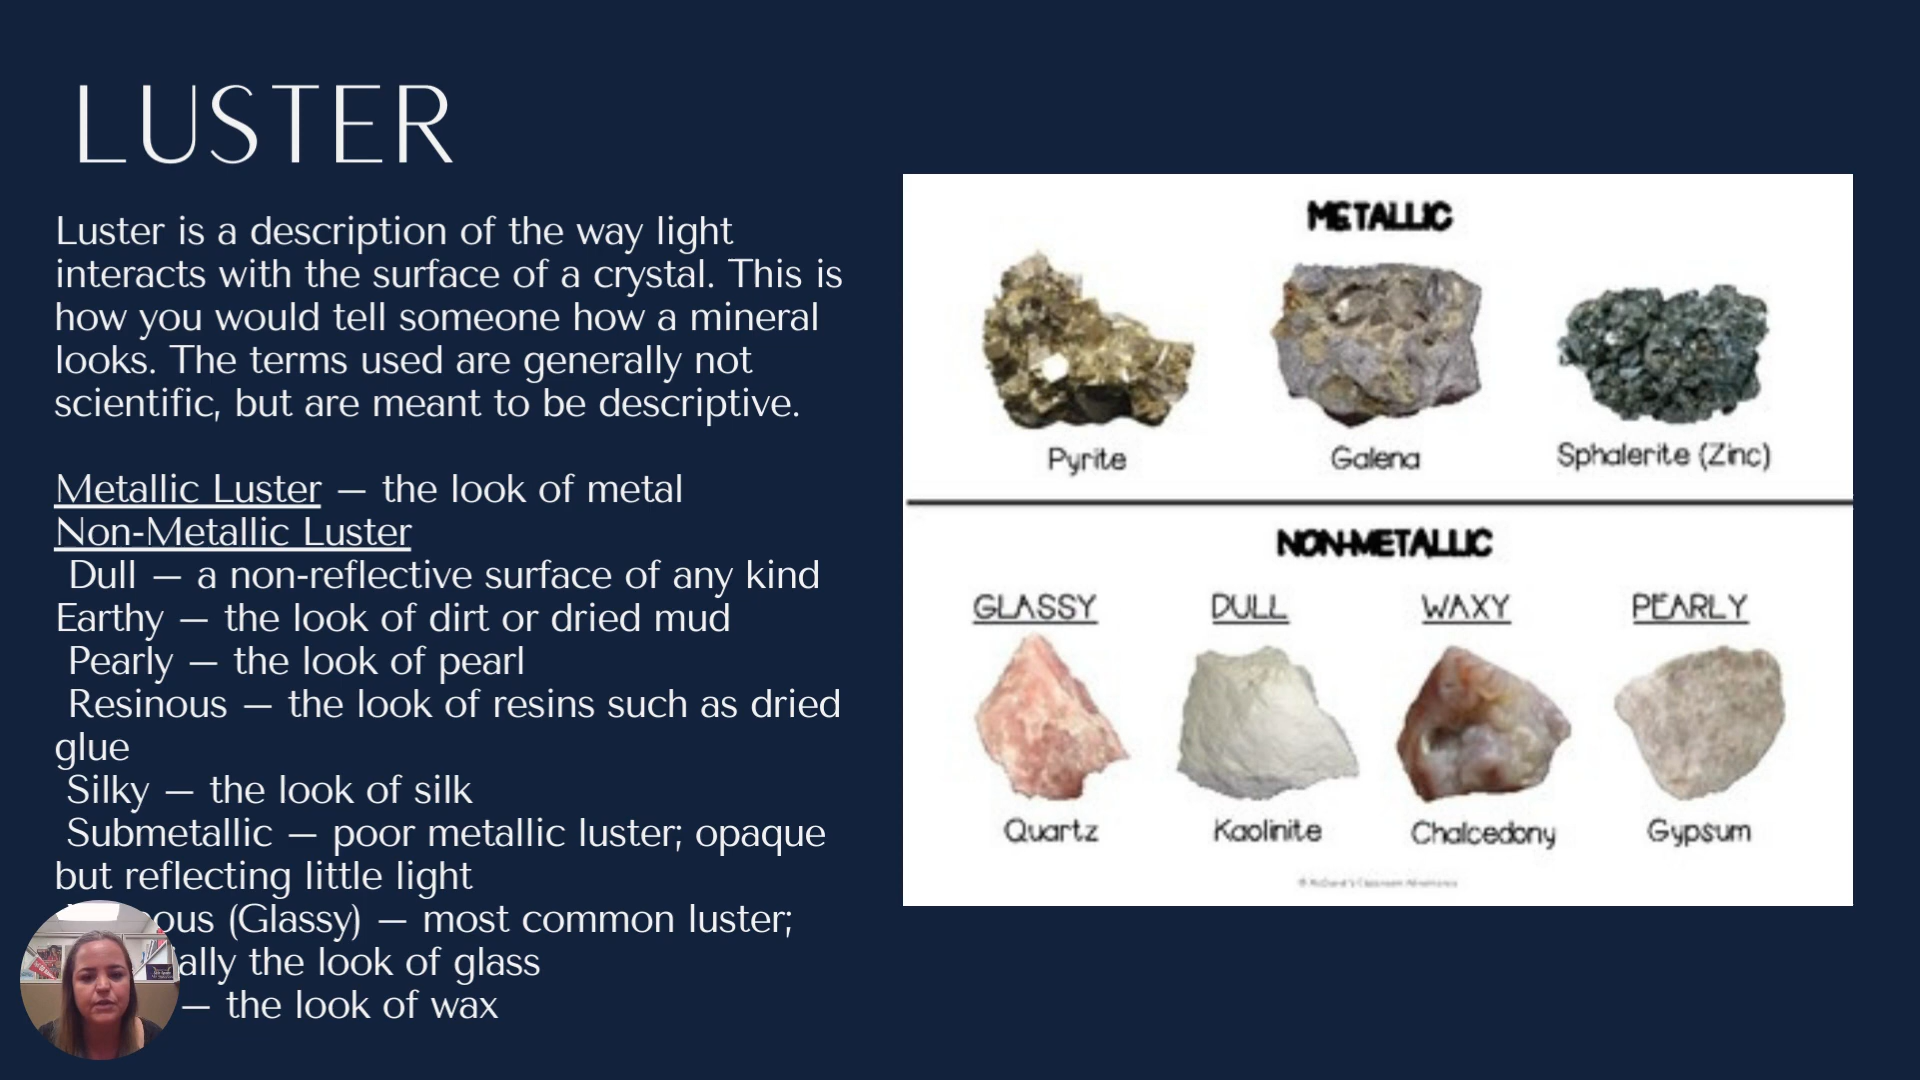 LUSTER
Luster is a description of the way light
interacts with the surface of a crystal. This is
how you would tell someone how a mineral
looks. The terms used are generally not
scientific, but are meant to be descriptive.
Metallic Luster – the look of metal
Non-Metallic Luster
Dull – a non-reflective surface of any kind
Earthy – the look of dirt or dried mud
Pearly – the look of pearl
Resinous – the look of resins such as dried
glue
Silky – the look of silk
Submetallic – poor metallic luster; opaque
but reflecting little light
(Glassy) – most common luster;
the look of glass
– the look of wax
METALLIC
Pyrite Galena Sphalerite (Zinc)
NON-METALLIC
GLASSY DULL WAXY PEARLY
Quartz Kaolinite Chalcedony Gypsum